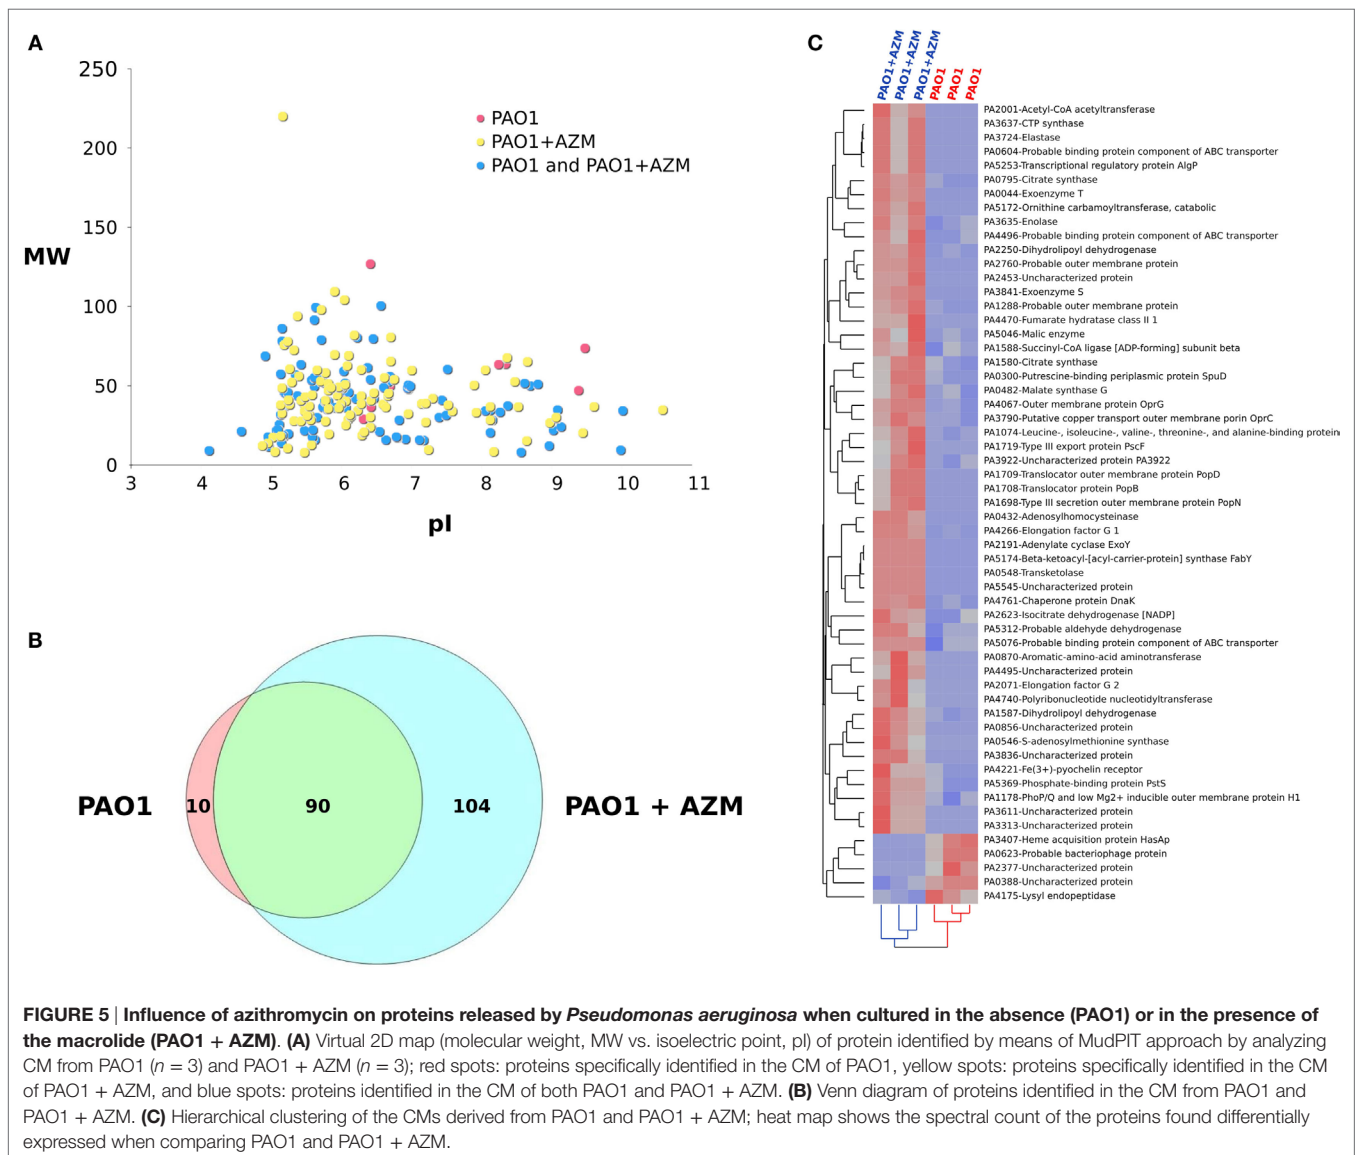 A
250
200
150
100
50
0
MW
3
4
5
6
7
8
9
10
11
pI
PAO1
PAO1+AZM
PAO1 and PAO1+AZM
B
PAO1
10
90
104
PAO1 + AZM
C
PAO1+AZM
PAO1+AZM
PAO1+AZM
PAO1
PAO1
PAO1
PA2001-Acetyl-CoA acetyltransferase
PA3637-CTP synthase
PA3724-Elastase
PA0604-Probable binding protein component of ABC transporter
PA5253-Transcriptional regulatory protein AlgP
PA0795-Citrate synthase
PA0044-Exoenzyme T
PA5172-Ornithine carbamoyltransferase, catabolic
PA3635-Enolase
PA4496-Probable binding protein component of ABC transporter
PA2250-Dihydrolipoyl dehydrogenase
PA2760-Probable outer membrane protein
PA2453-Uncharacterized protein
PA3841-Exoenzyme S
PA1288-Probable outer membrane protein
PA4470-Fumarate hydratase class II 1
PA5046-Malic enzyme
PA1588-Succinyl-CoA ligase [ADP-forming] subunit beta
PA1580-Citrate synthase
PA0300-Putrescine-binding periplasmic protein SpuD
PA0482-Malate synthase G
PA4067-Outer membrane protein OprG
PA3790-Putative copper transport outer membrane porin OprC
PA1074-Leucine-, isoleucine-, valine-, threonine-, and alanine-binding protein
PA1719-Type III export protein PscF
PA3922-Uncharacterized protein PA3922
PA1709-Translocator outer membrane protein PopD
PA1708-Translocator protein PopB
PA1698-Type III secretion outer membrane protein PopN
PA0432-Adenosylhomocysteinase
PA4266-Elongation factor G 1
PA2191-Adenylate cyclase ExoY
PA5174-Beta-ketoacyl-[acyl-carrier-protein] synthase FabY
PA0548-Transketolase
PA5545-Uncharacterized protein
PA4761-Chaperone protein DnaK
PA2623-Isocitrate dehydrogenase [NADP]
PA5312-Probable aldehyde dehydrogenase
PA5076-Probable binding protein component of ABC transporter
PA0870-Aromatic-amino-acid aminotransferase
PA4495-Uncharacterized protein
PA2071-Elongation factor G 2
PA4740-Polyribonucleotide nucleotidyltransferase
PA1587-Dihydrolipoyl dehydrogenase
PA0856-Uncharacterized protein
PA0546-S-adenosylmethionine synthase
PA3836-Uncharacterized protein
PA4221-Fe(3+)-pyochelin receptor
PA5369-Phosphate-binding protein PstS
PA1178-PhoP/Q and low Mg2+ inducible outer membrane protein H1
PA3611-Uncharacterized protein
PA3313-Uncharacterized protein
PA3407-Heme acquisition protein HasAp
PA0623-Probable bacteriophage protein
PA2377-Uncharacterized protein
PA0388-Uncharacterized protein
PA4175-Lysyl endopeptidase
FIGURE 5 | Influence of azithromycin on proteins released by Pseudomonas aeruginosa when cultured in the absence (PAO1) or in the presence of
the macrolide (PAO1 + AZM). (A) Virtual 2D map (molecular weight, MW vs. isoelectric point, pI) of protein identified by means of MudPIT approach by analyzing
CM from PAO1 (n = 3) and PAO1 + AZM (n = 3); red spots: proteins specifically identified in the CM of PAO1, yellow spots: proteins specifically identified in the CM
of PAO1 + AZM, and blue spots: proteins identified in the CM of both PAO1 and PAO1 + AZM. (B) Venn diagram of proteins identified in the CM from PAO1 and
PAO1 + AZM. (C) Hierarchical clustering of the CMs derived from PAO1 and PAO1 + AZM; heat map shows the spectral count of the proteins found differentially
expressed when comparing PAO1 and PAO1 + AZM.